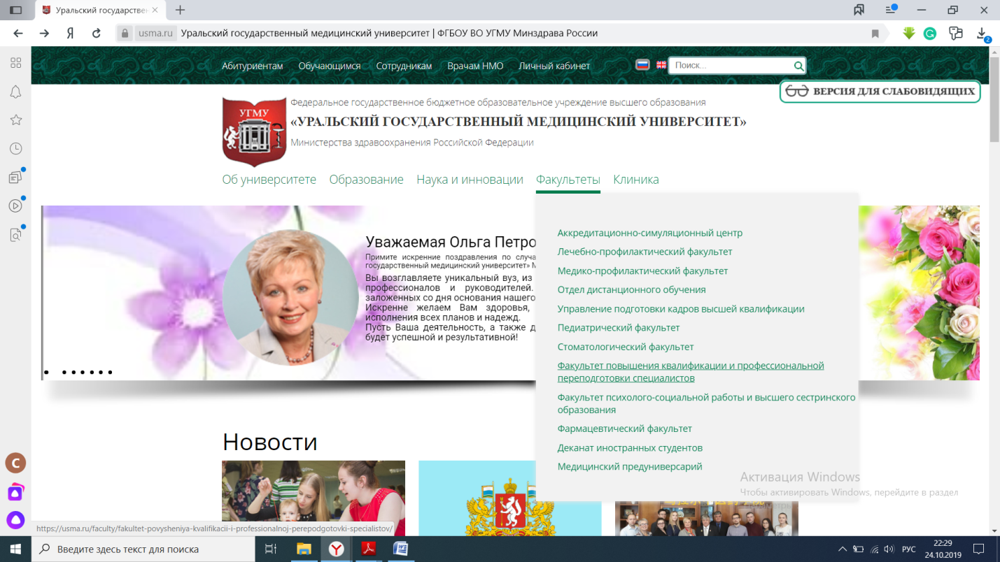 Уральский государствен
usma.ru Уральский государственный медицинский университет | ФГБОУ ВО УГМУ Минздрава России
2
Абитуриентам Обучающимся Сотрудникам Врачам НМО Личный кабинет Поиск...
ВЕРСИЯ ДЛЯ СЛАБОВИДЯЩИХ
УГМУ
Федеральное государственное бюджетное образовательное учреждение высшего образования
«УРАЛЬСКИЙ ГОСУДАРСТВЕННЫЙ МЕДИЦИНСКИЙ УНИВЕРСИТЕТ»
Министерства здравоохранения Российской Федерации
Об университете Образование Наука и инновации Факультеты Клиника
Уважаемая Ольга Петро
Примите искренние поздравления по случа
государственный медицинский университет» М
Вы возглавляете уникальный вуз, из
профессионалов и руководителей.
заложенных со дня основания нашего
Искренне желаем Вам здоровья,
исполнения всех планов и надежд.
Пусть Ваша деятельность, а также д
будет успешной и результативной!
Аккредитационно-симуляционный центр
Лечебно-профилактический факультет
Медико-профилактический факультет
Отдел дистанционного обучения
Управление подготовки кадров высшей квалификации
Педиатрический факультет
Стоматологический факультет
Факультет повышения квалификации и профессиональной
переподготовки специалистов
Факультет психолого-социальной работы и высшего сестринского
образования
Фармацевтический факультет
Деканат иностранных студентов
Медицинский предуниверсарий
Новости
Активация Windows
Чтобы активировать Windows, перейдите в раздел
С
https://usma.ru/faculty/fakultet-povysheniya-kvalifikacii-i-professionalnoj-perepodgotovki-specialistov/
Введите здесь текст для поиска
РУС
22:29
24.10.2019